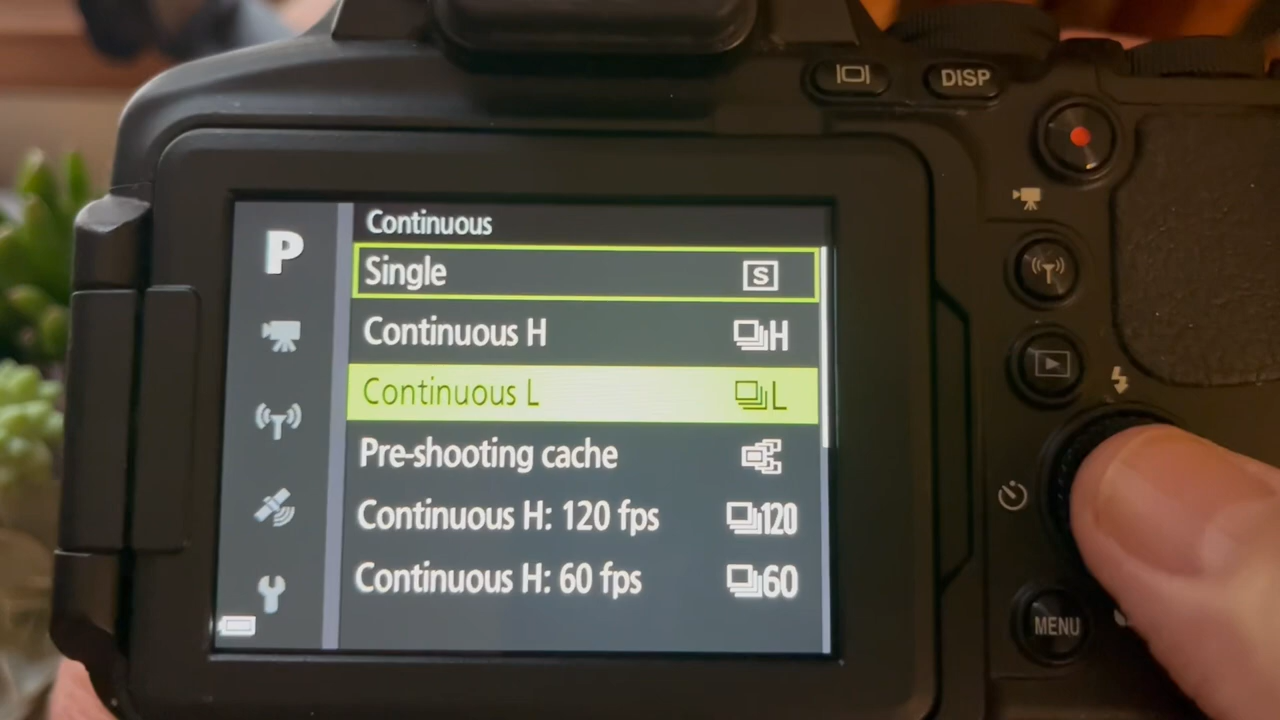 DISP
P
Continuous
Single S
Continuous H H
Continuous L L
Pre-shooting cache
Continuous H: 120 fps 120
Continuous H: 60 fps 60
MENU